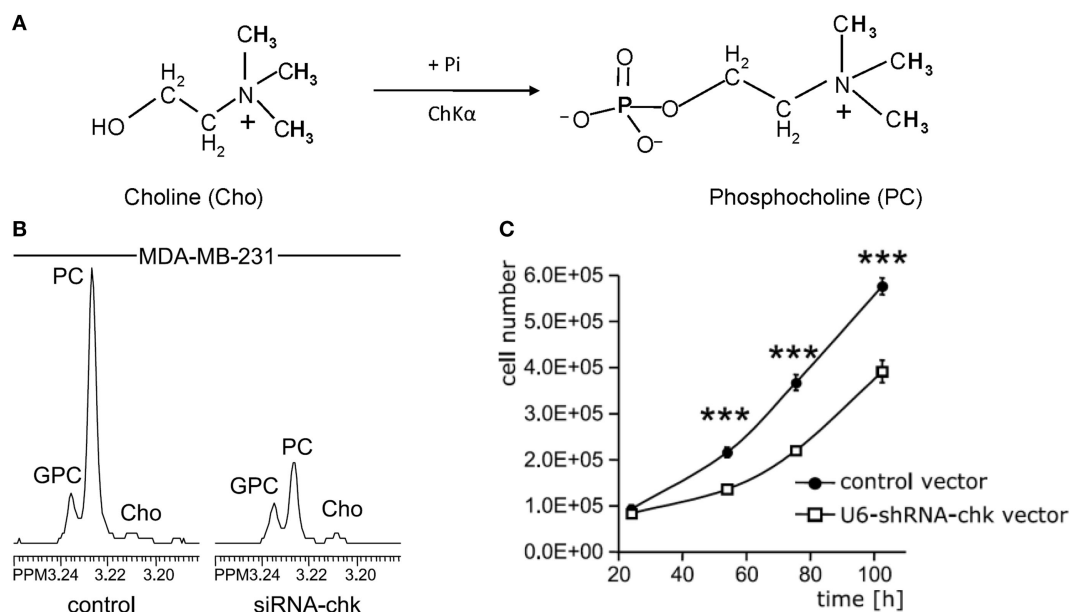 A
CH₃
H₂
C
N
CH₃
HO
C
H₂
+
CH₃
Choline (Cho)
+ Pi
ChKα
O
⁻O
P
O
O⁻
H₂
C
C
H₂
CH₃
N
+
CH₃
CH₃
Phosphocholine (PC)
B
MDA-MB-231
PC
GPC
Cho
PPM3.24 3.22 3.20
control
PC
GPC
Cho
PPM3.24 3.22 3.20
siRNA-chk
C
cell number
6.0E+05
5.0E+05
4.0E+05
3.0E+05
2.0E+05
1.0E+05
0.0E+00
***
***
***
control vector
U6-shRNA-chk vector
20 40 60 80 100
time [h]